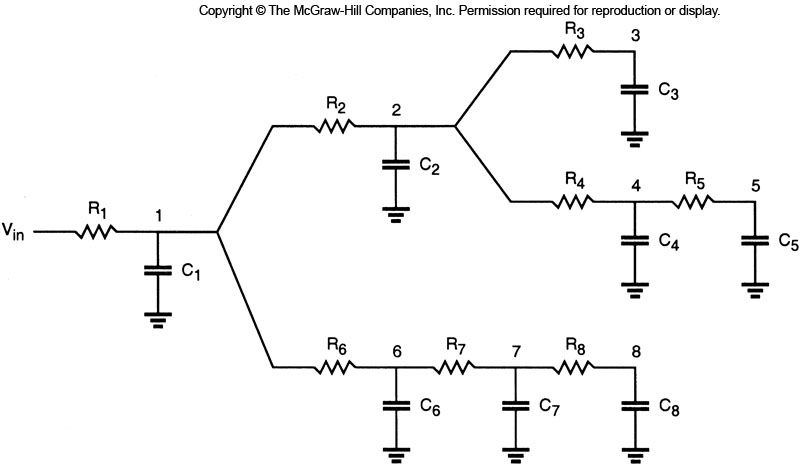 Copyright © The McGraw-Hill Companies, Inc. Permission required for reproduction or display.
R3 3
C3
R2 2
C2
R4 4 R5 5
C4 C5
Vin R1 1
C1
R6 6 R7 7 R8 8
C6 C7 C8